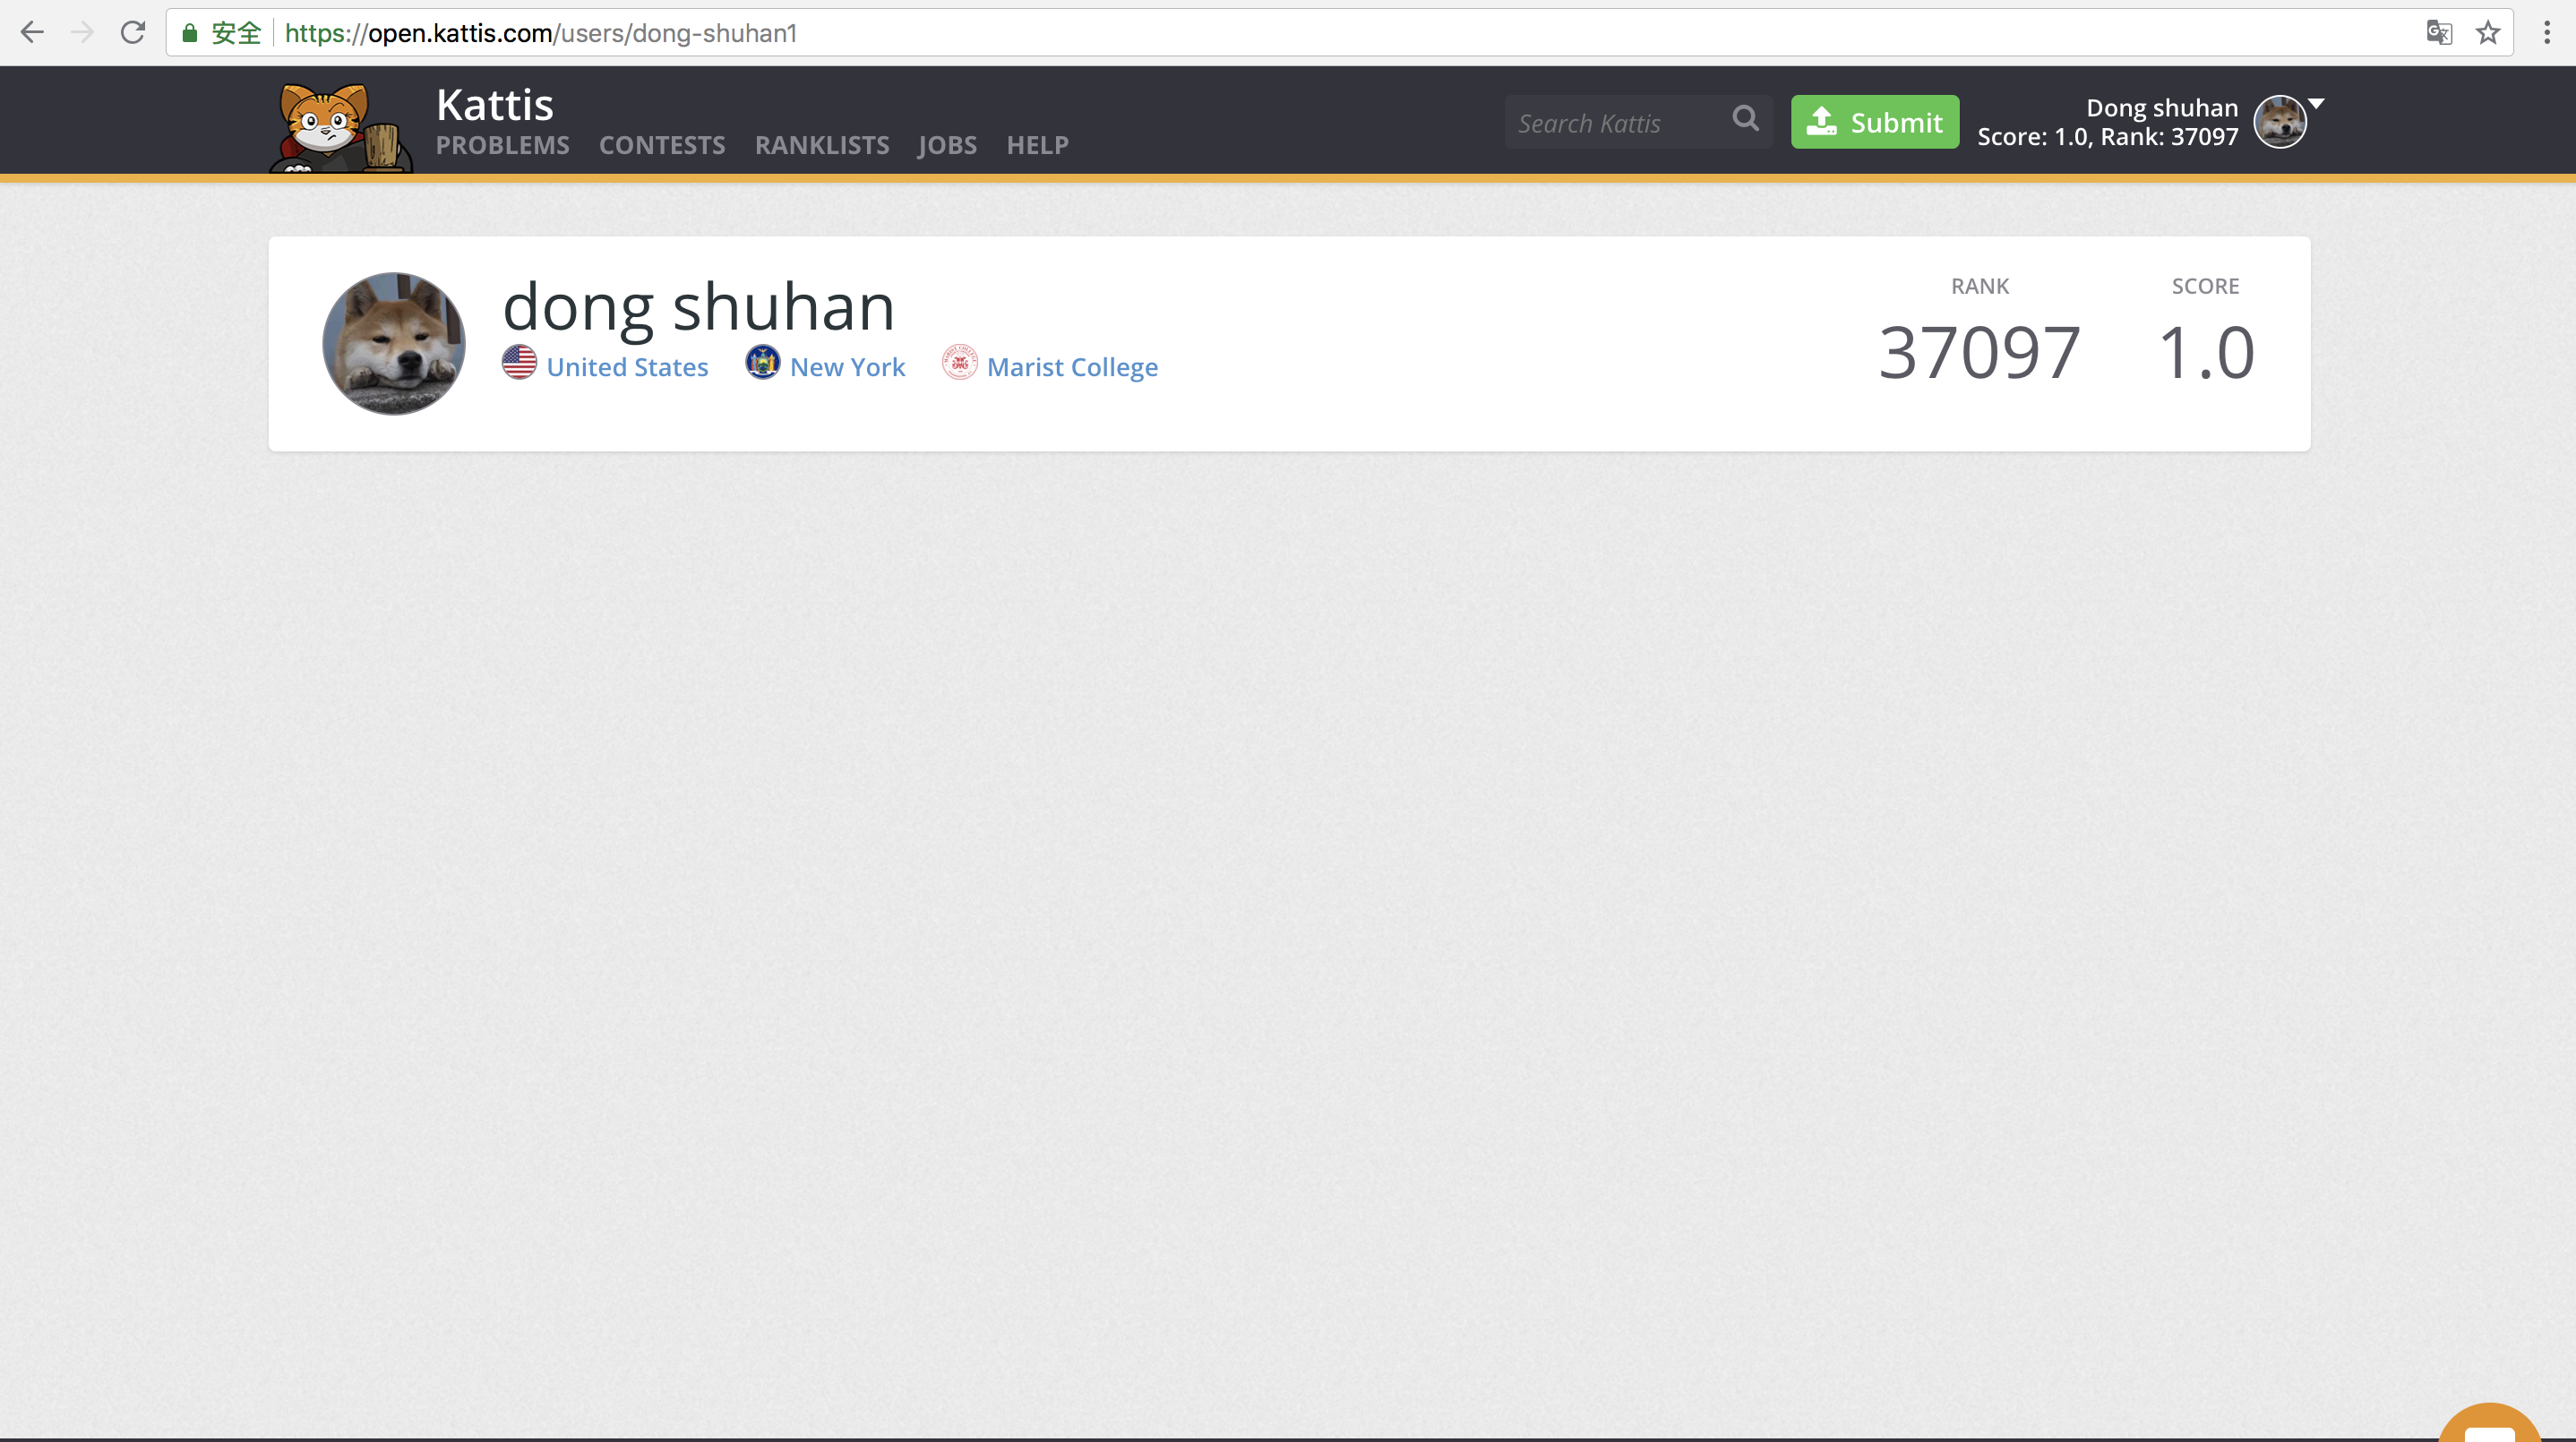 安全 https://open.kattis.com/users/dong-shuhan1
Kattis
PROBLEMS CONTESTS RANKLISTS JOBS HELP
Search Kattis
Submit
Dong shuhan
Score: 1.0, Rank: 37097
dong shuhan
United States New York Marist College
RANK
37097
SCORE
1.0